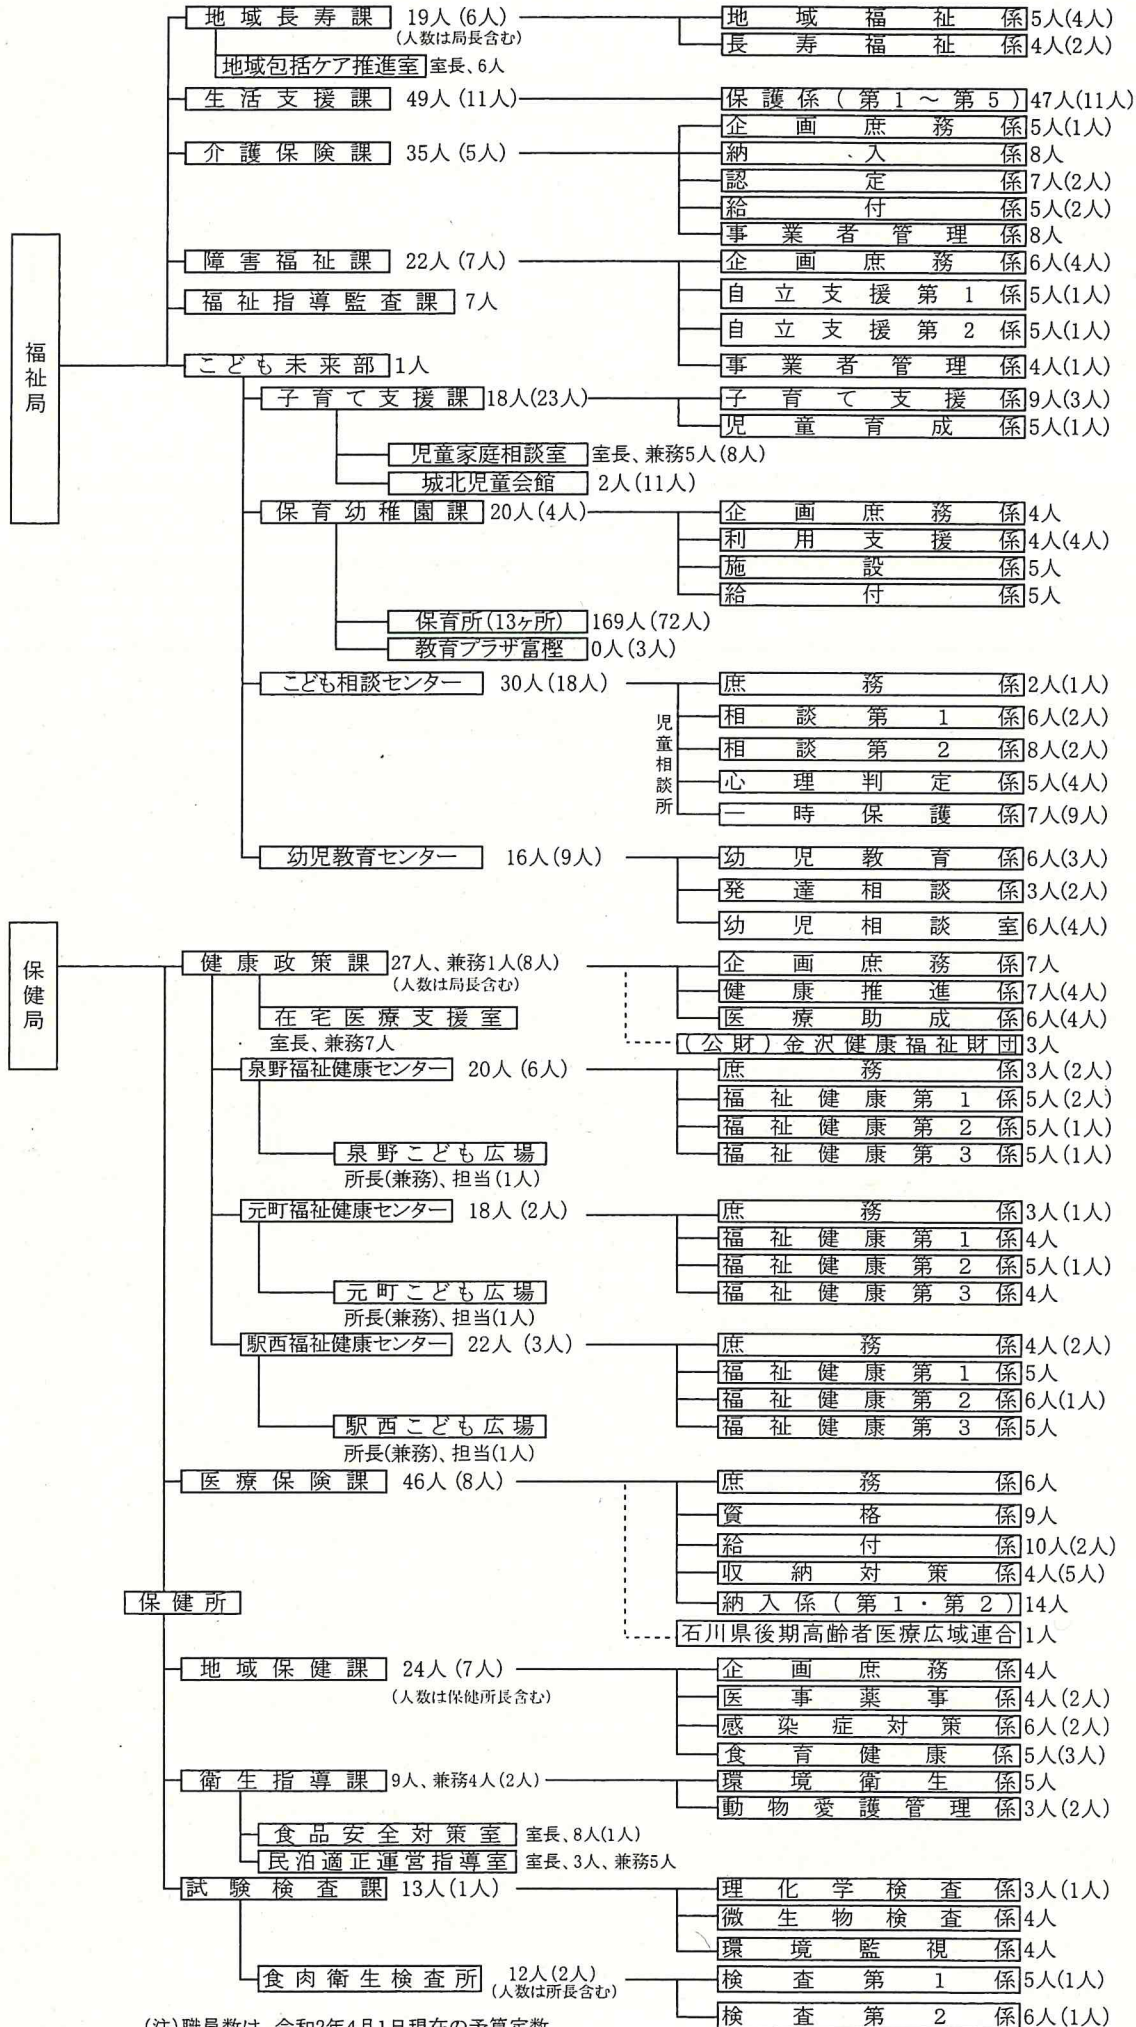 福祉局
地域長寿課 19人(6人) 地域福祉係 5人(4人)
(人数は局長含む) 長寿福祉係 4人(2人)
地域包括ケア推進室 室長、6人
生活支援課 49人(11人) 保護係(第1～第5) 47人(11人)
企画庶務係 5人(1人)
介護保険課 35人(5人) 納入係 8人
認定係 7人(2人)
給付係 5人(2人)
事業者管理係 8人
障害福祉課 22人(7人) 企画庶務係 6人(4人)
福祉指導監査課 7人 自立支援第1係 5人(1人)
自立支援第2係 5人(1人)
こども未来部 1人 事業者管理係 4人(1人)
子育て支援課 18人(23人) 子育て支援係 9人(3人)
児童育成係 5人(1人)
児童家庭相談室 室長、兼務5人(8人)
城北児童会館 2人(11人)
保育幼稚園課 20人(4人) 企画庶務係 4人
利用支援係 4人(4人)
施設係 5人
給付係 5人
保育所(13ヶ所) 169人(72人)
教育プラザ富樫 0人(3人)
こども相談センター 30人(18人) 庶務係 2人(1人)
児童相談所
相談第1係 6人(2人)
相談第2係 8人(2人)
心理判定係 5人(4人)
一時保護係 7人(9人)
幼児教育センター 16人(9人) 幼児教育係 6人(3人)
発達相談係 3人(2人)
幼児相談室 6人(4人)
保健局
健康政策課 27人、兼務1人(8人) 企画庶務係 7人
(人数は局長含む) 健康推進係 7人(4人)
在宅医療支援室 医療助成係 6人(4人)
室長、兼務7人 (公財)金沢健康福祉財団 3人
泉野福祉健康センター 20人(6人) 庶務係 3人(2人)
福祉健康第1係 5人(2人)
福祉健康第2係 5人(1人)
泉野こども広場 福祉健康第3係 5人(1人)
所長(兼務)、担当(1人)
元町福祉健康センター 18人(2人) 庶務係 3人(1人)
福祉健康第1係 4人
福祉健康第2係 5人(1人)
元町こども広場 福祉健康第3係 4人
所長(兼務)、担当(1人)
駅西福祉健康センター 22人(3人) 庶務係 4人(2人)
福祉健康第1係 5人
福祉健康第2係 6人(1人)
駅西こども広場 福祉健康第3係 5人
所長(兼務)、担当(1人)
医療保険課 46人(8人) 庶務係 6人
資格係 9人
給付係 10人(2人)
収納対策係 4人(5人)
保健所 納入係(第1・第2) 14人
石川県後期高齢者医療広域連合 1人
地域保健課 24人(7人) 企画庶務係 4人
(人数は保健所長含む) 医事薬事係 4人(2人)
感染症対策係 6人(2人)
食育健康係 5人(3人)
衛生指導課 9人、兼務4人(2人) 環境衛生係 5人
動物愛護管理係 3人(2人)
食品安全対策室 室長、8人(1人)
民泊適正運営指導室 室長、3人、兼務5人
試験検査課 13人(1人) 理化学検査係 3人(1人)
微生物検査係 4人
環境監視係 4人
食肉衛生検査所 12人(2人) 検査第1係 5人(1人)
(人数は所長含む)
検査第2係 6人(1人)
(注)職員数は、令和2年4月1日現在の予算定数